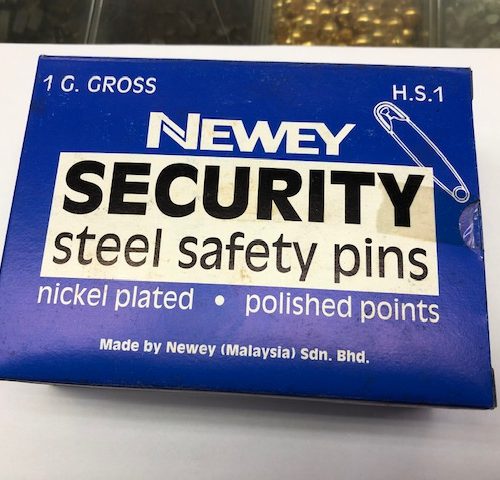 1 G. GROSS
H.S.1
NEWEY
SECURITY
steel safety pins
nickel plated • polished points
Made by Newey (Malaysia) Sdn. Bhd.